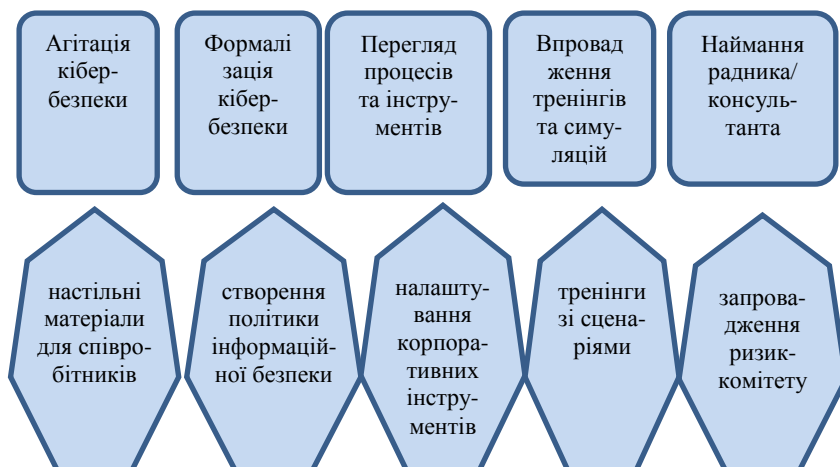 Агітація
кібер-
безпеки
Формалі
зація
кібер-
безпеки
Перегляд
процесів
та інстру-
ментів
Впровад
ження
тренінгів
та симу-
ляцій
Наймання
радника/
консуль-
танта
настільні
матеріали
для співро-
бітників
створення
політики
інформацій-
ної безпеки
налашту-
вання
корпора-
тивних
інстру-
ментів
тренінги
зі сцена-
ріями
запрова-
дження
ризик-
комітету